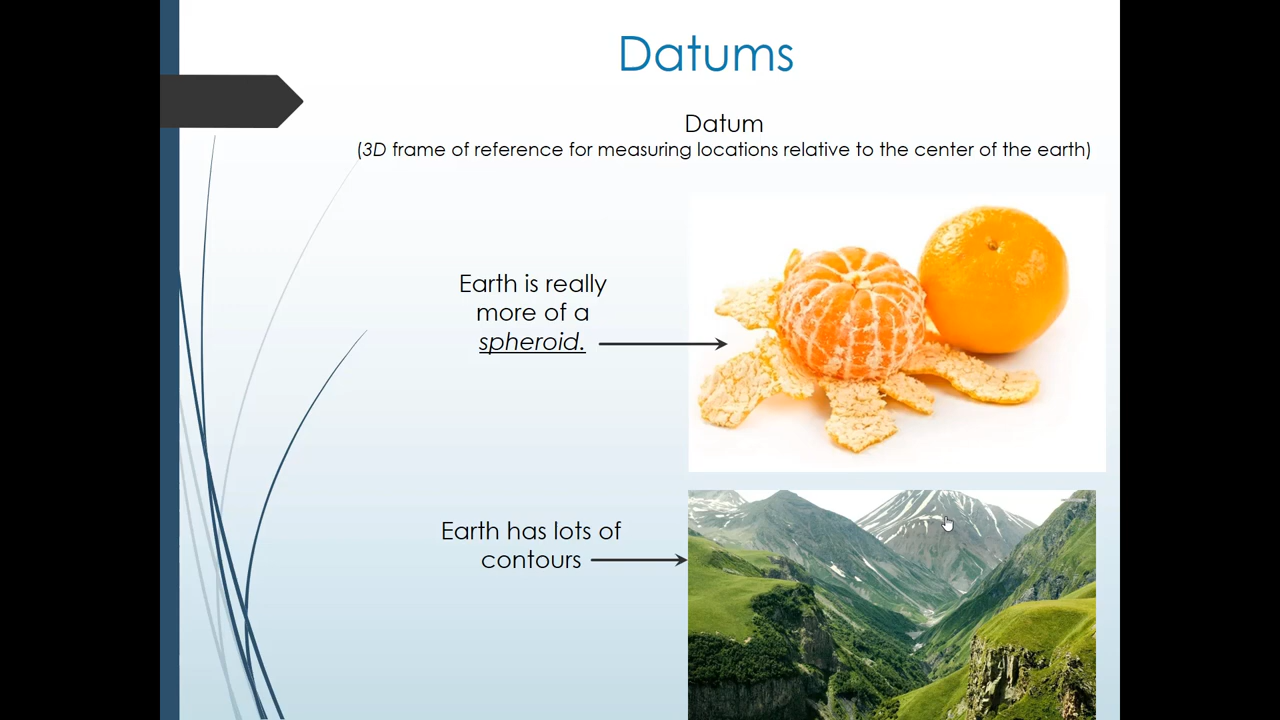 Datums
Datum
(3D frame of reference for measuring locations relative to the center of the earth)
Earth is really
more of a
spheroid.
Earth has lots of
contours